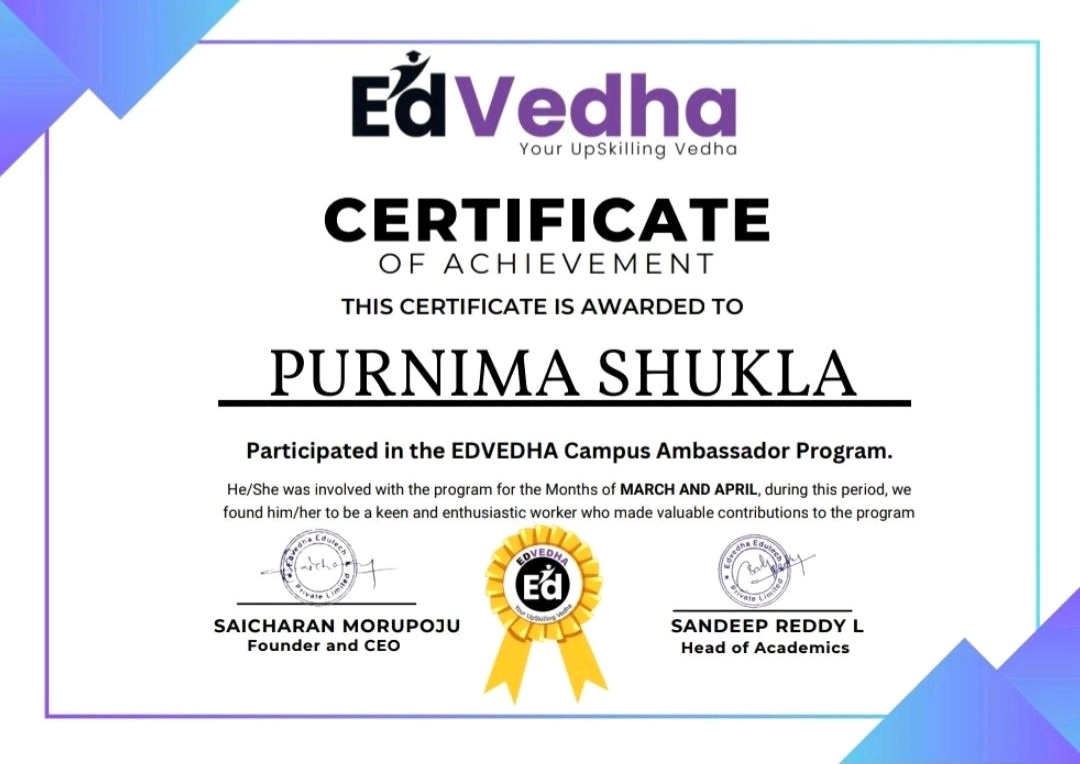 EdVedha
Your UpSkilling Vedha
CERTIFICATE
OF ACHIEVEMENT
THIS CERTIFICATE IS AWARDED TO
PURNIMA SHUKLA
Participated in the EDVEDHA Campus Ambassador Program.
He/She was involved with the program for the Months of MARCH AND APRIL, during this period, we
found him/her to be a keen and enthusiastic worker who made valuable contributions to the program
Edvedha Edutech
Private Limited
SAICHARAN MORUPOJU
Founder and CEO
EDVEDHA
Ed
Your UpSkilling Vedha
Edvedha Edutech
Private Limited
SANDEEP REDDY L
Head of Academics